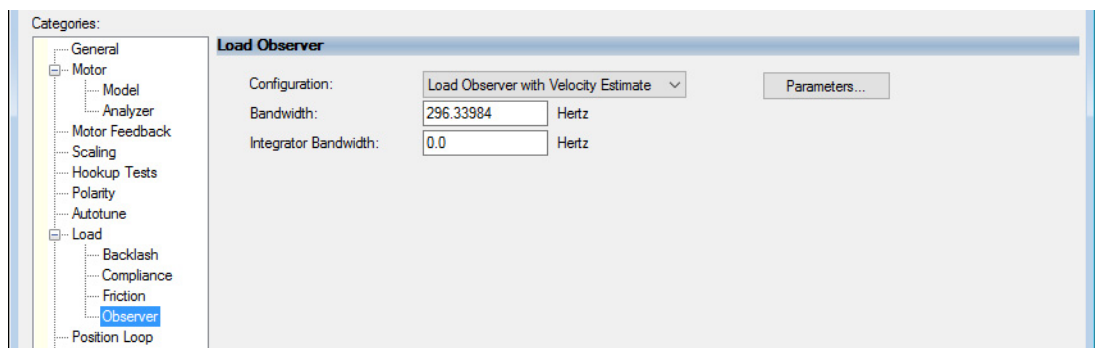 Categories:
General
Motor
Model
Analyzer
Motor Feedback
Scaling
Hookup Tests
Polarity
Autotune
Load
Backlash
Compliance
Friction
Observer
Position Loop
Load Observer
Configuration: Load Observer with Velocity Estimate Parameters...
Bandwidth: 296.33984 Hertz
Integrator Bandwidth: 0.0 Hertz